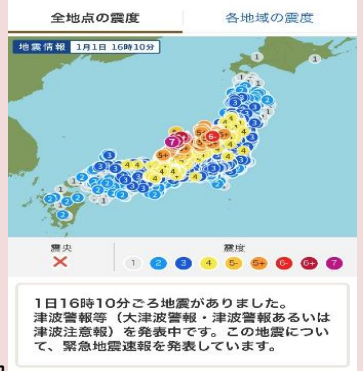 全地点の震度 各地域の震度
地震情報 1月1日 16時10分
震央 震度
1 2 3 4 5- 5+ 6- 6+ 7
1日16時10分ごろ地震がありました。
津波警報等（大津波警報・津波警報あるいは
津波注意報）を発表中です。この地震につい
て、緊急地震速報を発表しています。